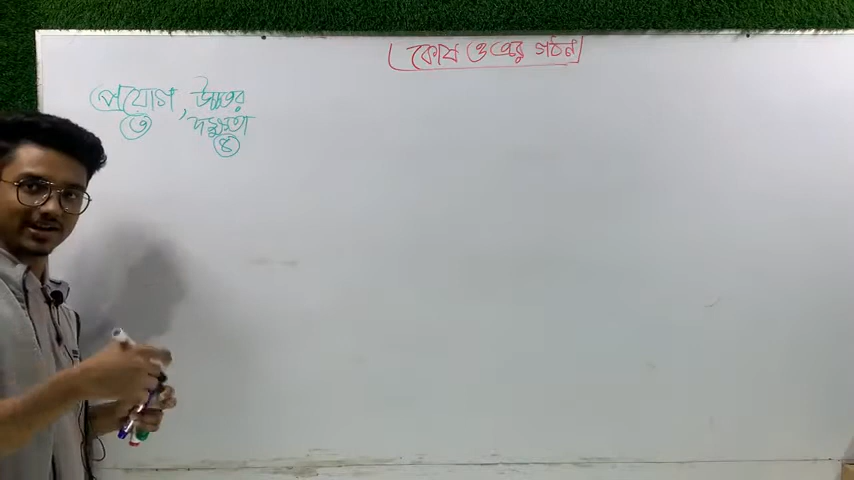 কোষ ও এর গঠন
প্রয়োগ, উচ্চতর
৩ দক্ষতা
৪